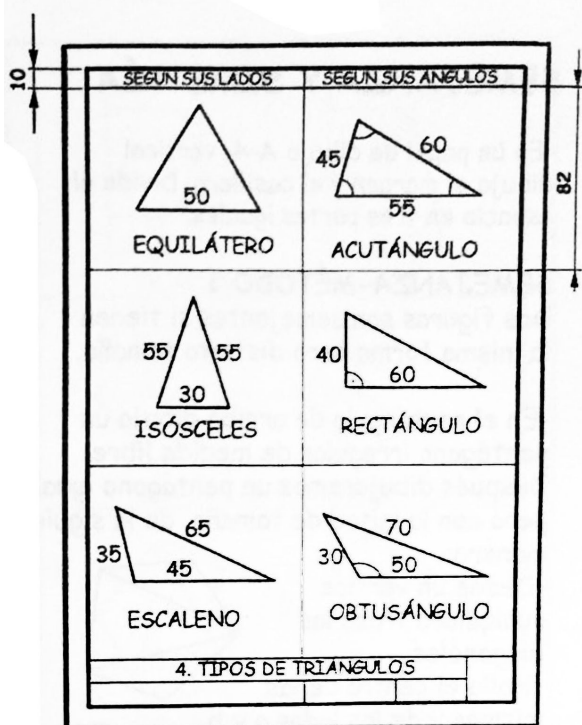 SEGUN SUS LADOS
SEGUN SUS ANGULOS
10
82
50
EQUILÁTERO
45
60
55
ACUTÁNGULO
55
55
30
ISÓSCELES
40
60
RECTÁNGULO
65
35
45
ESCALENO
70
30
50
OBTUSÁNGULO
4. TIPOS DE TRIANGULOS